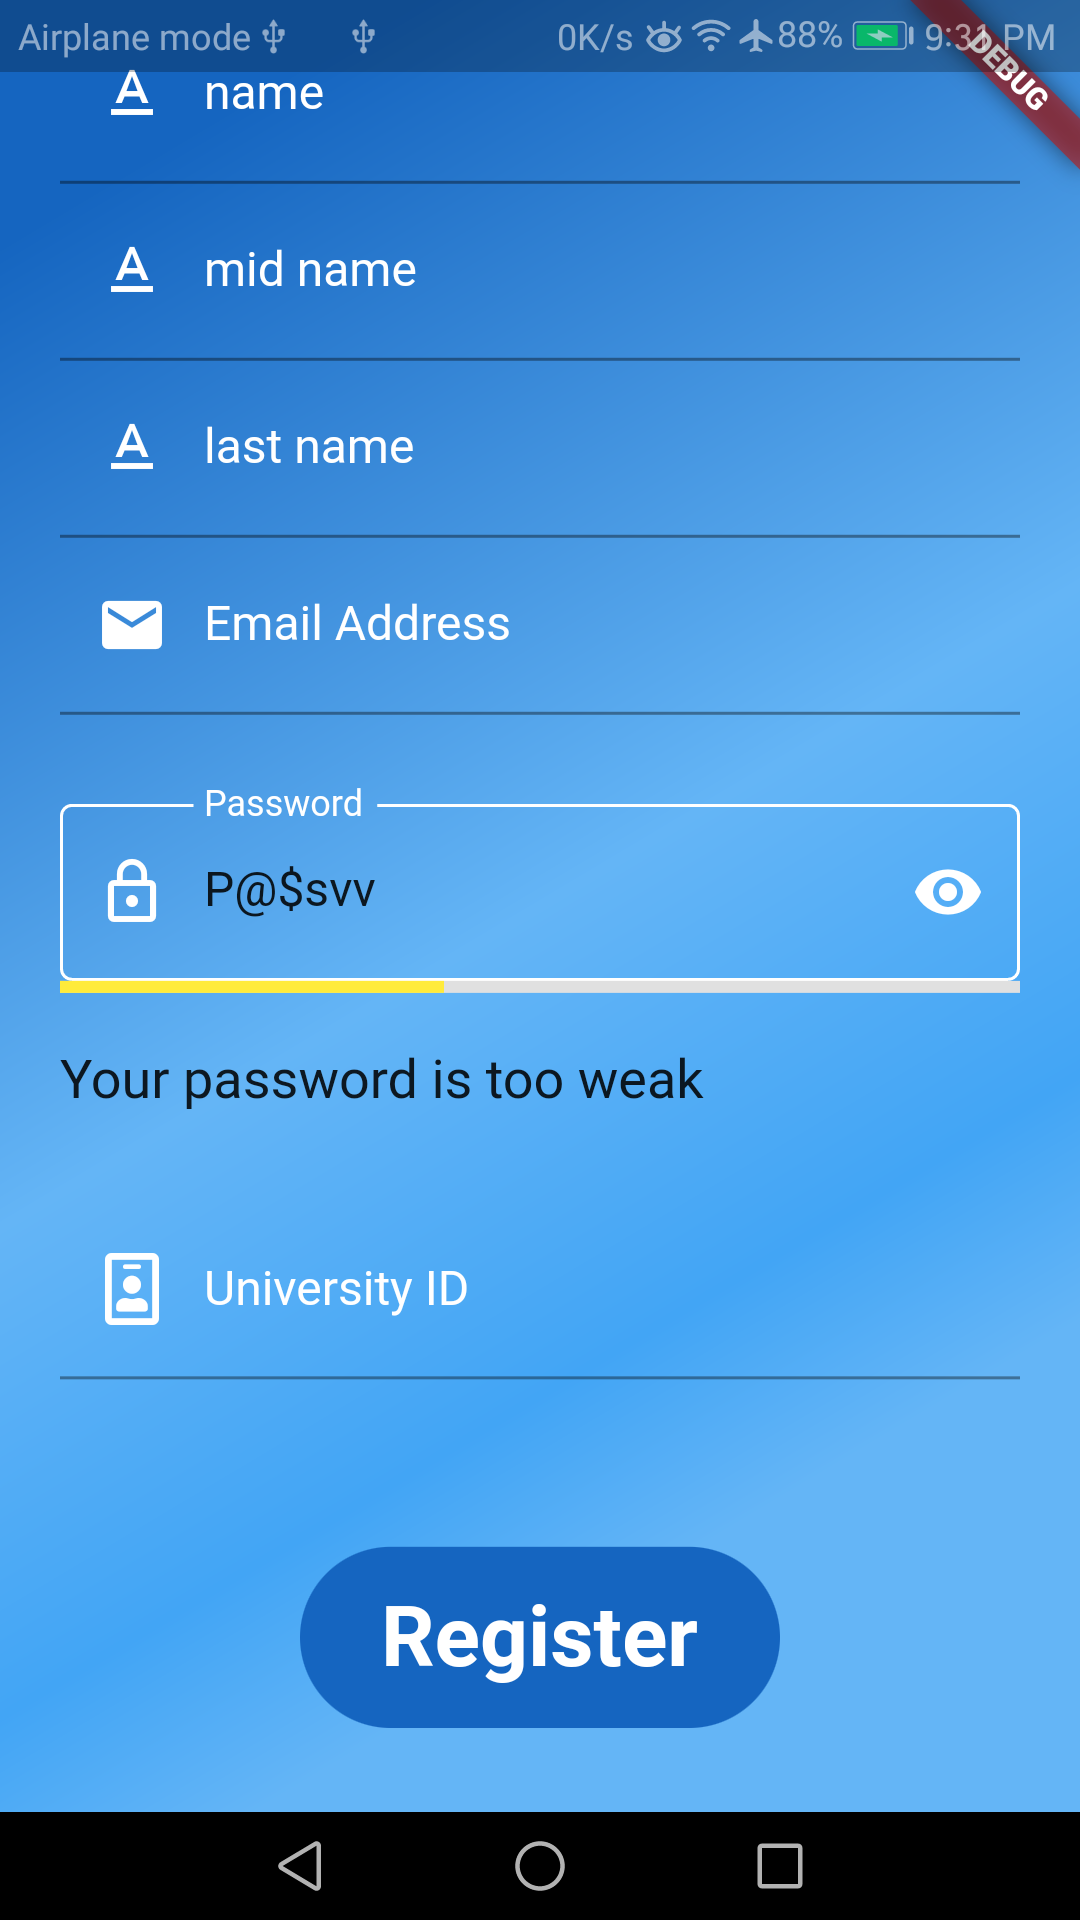 Airplane mode 0K/s 88% 9:31 PM
DEBUG
A name
A mid name
A last name
Email Address
Password
P@$svv
Your password is too weak
University ID
Register